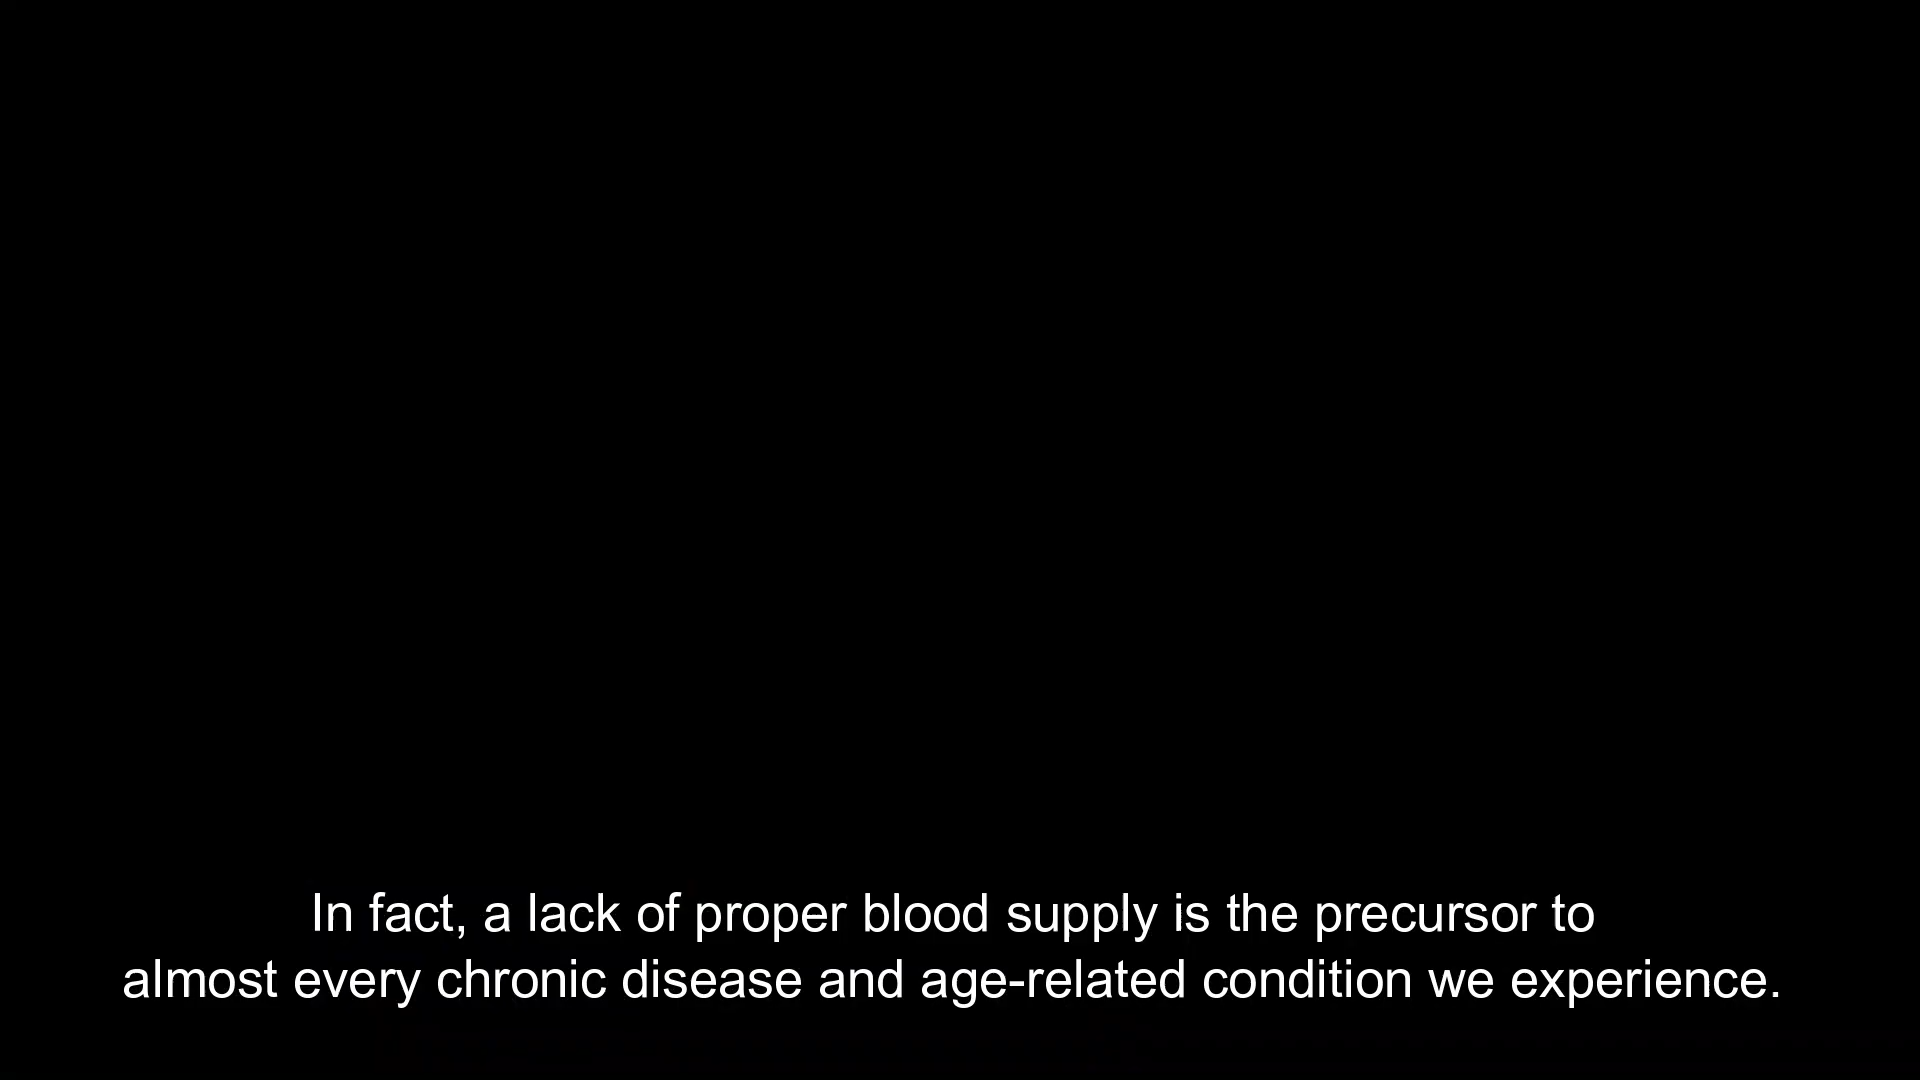 In fact, a lack of proper blood supply is the precursor to
almost every chronic disease and age-related condition we experience.